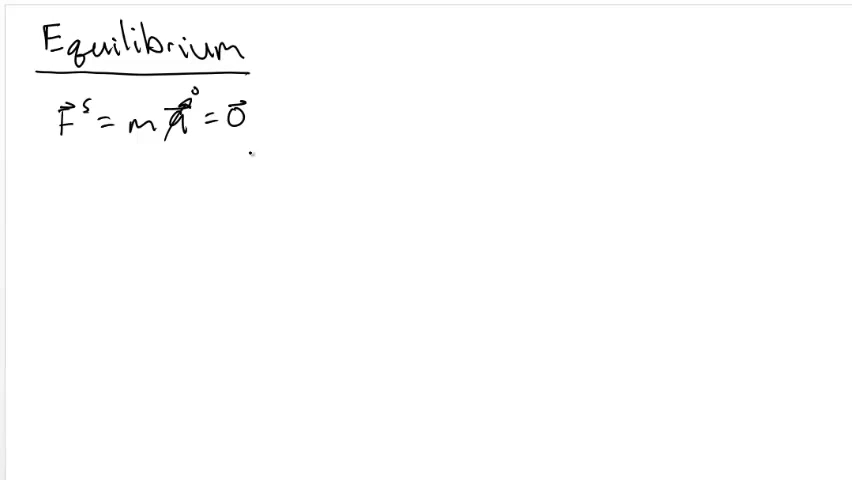 Equilibrium
F⃗ˢ = m a⃗⁰ = 0⃗